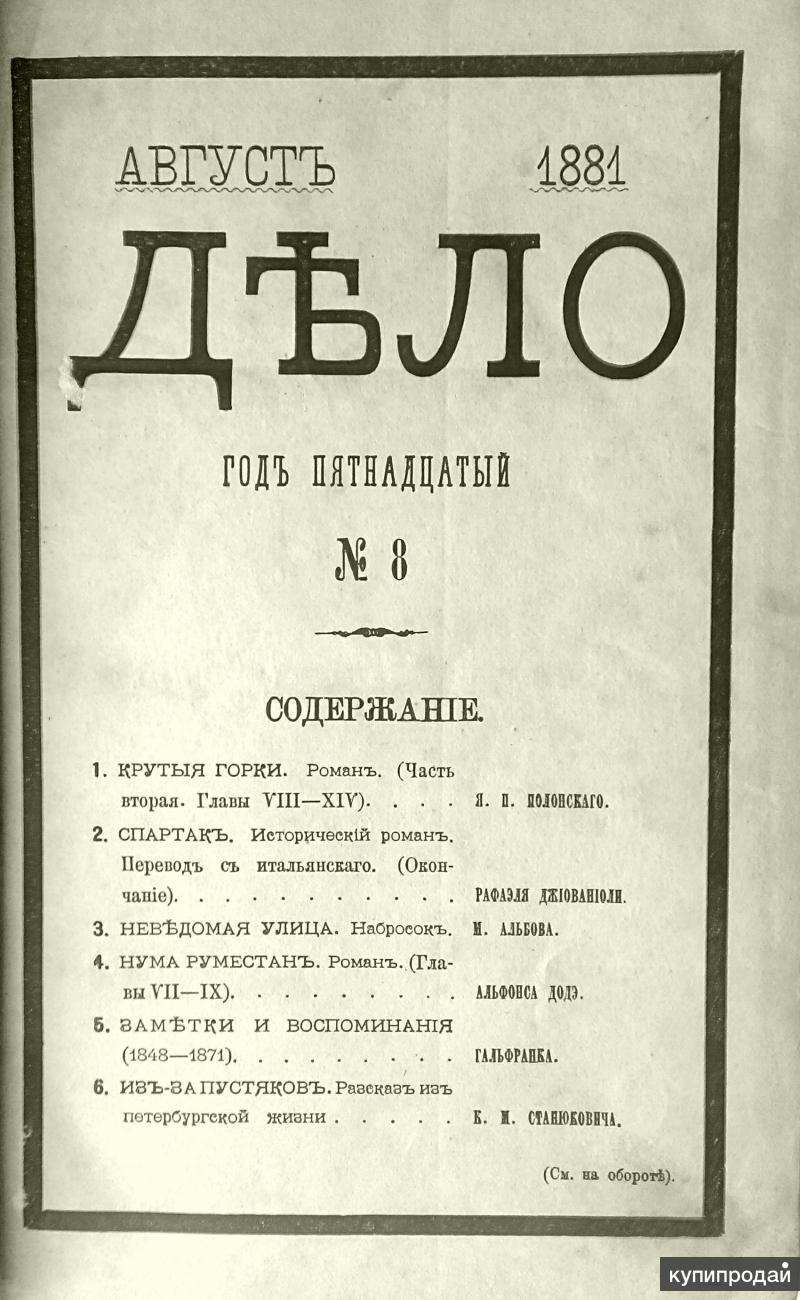 АВГУСТЪ 1881
ДѢЛО
ГОДЪ ПЯТНАДЦАТЫЙ
№ 8
СОДЕРЖАНІЕ.
1. КРУТЫЯ ГОРКИ. Романъ. (Часть
вторая. Главы VIII—XIV). . . . Я. П. ПОЛОНСКАГО.
2. СПАРТАКЪ. Историческій романъ.
Переводъ съ итальянскаго. (Окон-
чаніе). . . . . . . . . . . РАФАЭЛЯ ДЖІОВАНІОЛИ.
3. НЕВѢДОМАЯ УЛИЦА. Набросокъ. М. АЛЬБОВА.
4. НУМА РУМЕСТАНЪ. Романъ. (Гла-
вы VII—IX). . . . . . . . . АЛЬФОНСА ДОДЭ.
5. ЗАМѢТКИ И ВОСПОМИНАНІЯ
(1848—1871). . . . . . . . . ГАЛЬФРАНКА.
6. ИЗЪ-ЗА ПУСТЯКОВЪ. Разсказъ изъ
петербургской жизни . . . . . К. М. СТАНЮКОВИЧА.
(См. на оборотѣ).
купипродай